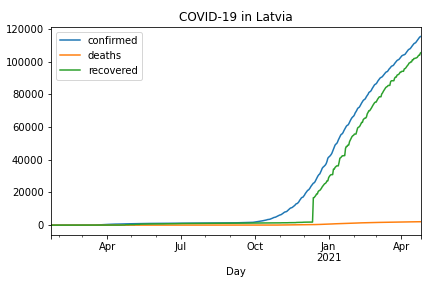 COVID-19 in Latvia
120000
100000
80000
60000
40000
20000
0
confirmed
deaths
recovered
Apr
Jul
Oct
Jan
2021
Apr
Day